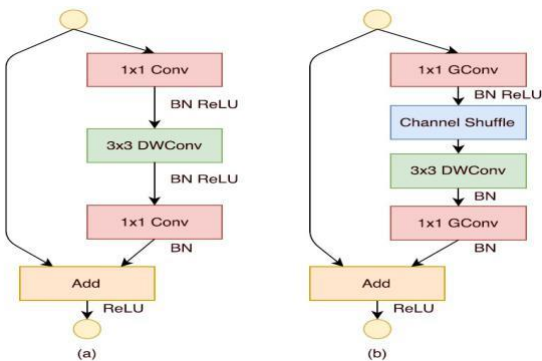 1x1 Conv
BN ReLU
3x3 DWConv
BN ReLU
1x1 Conv
BN
Add
ReLU
(a)
1x1 GConv
BN ReLU
Channel Shuffle
3x3 DWConv
BN
1x1 GConv
BN
Add
ReLU
(b)